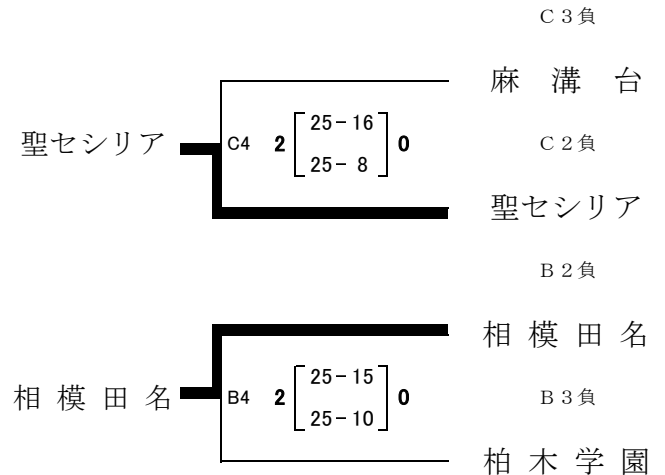 C3負
麻 溝 台
聖セシリア C4 2 25-16 0 C2負
25- 8
聖セシリア
B2負
相 模 田 名
相 模 田 名 B4 2 25-15 0 B3負
25-10
柏 木 学 園